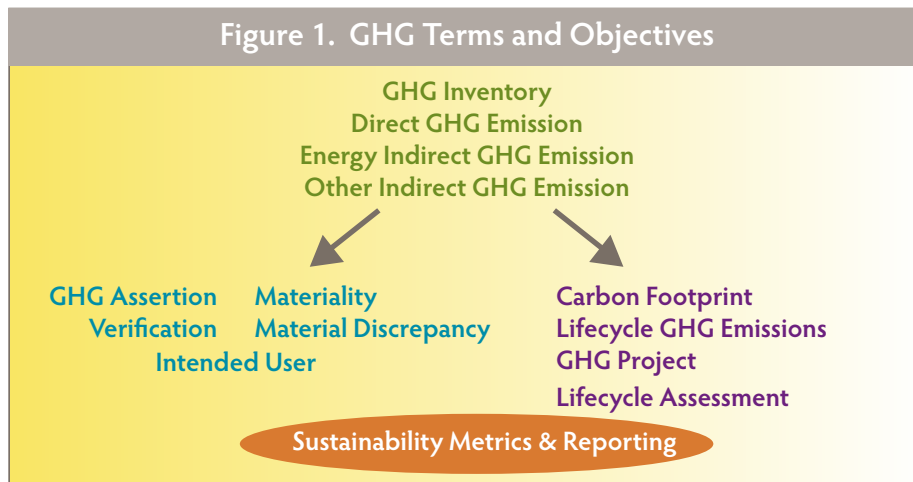 Figure 1. GHG Terms and Objectives
GHG Inventory
Direct GHG Emission
Energy Indirect GHG Emission
Other Indirect GHG Emission
GHG Assertion Materiality
Verification Material Discrepancy
Intended User
Carbon Footprint
Lifecycle GHG Emissions
GHG Project
Lifecycle Assessment
Sustainability Metrics & Reporting